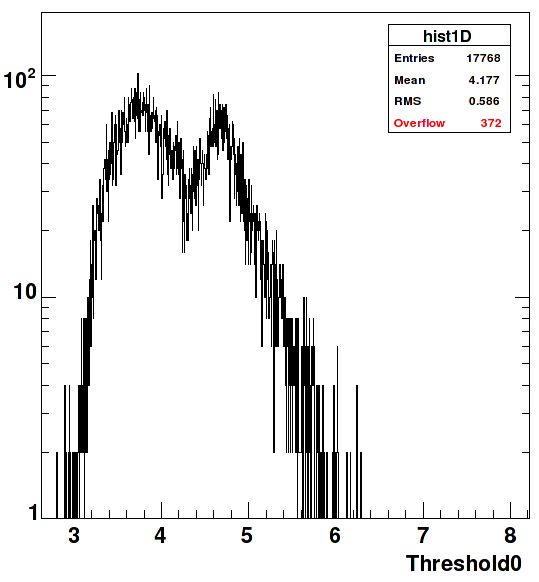 hist1D
Entries 17768
Mean 4.177
RMS 0.586
Overflow 372
10²
10
1
3 4 5 6 7 8
Threshold0